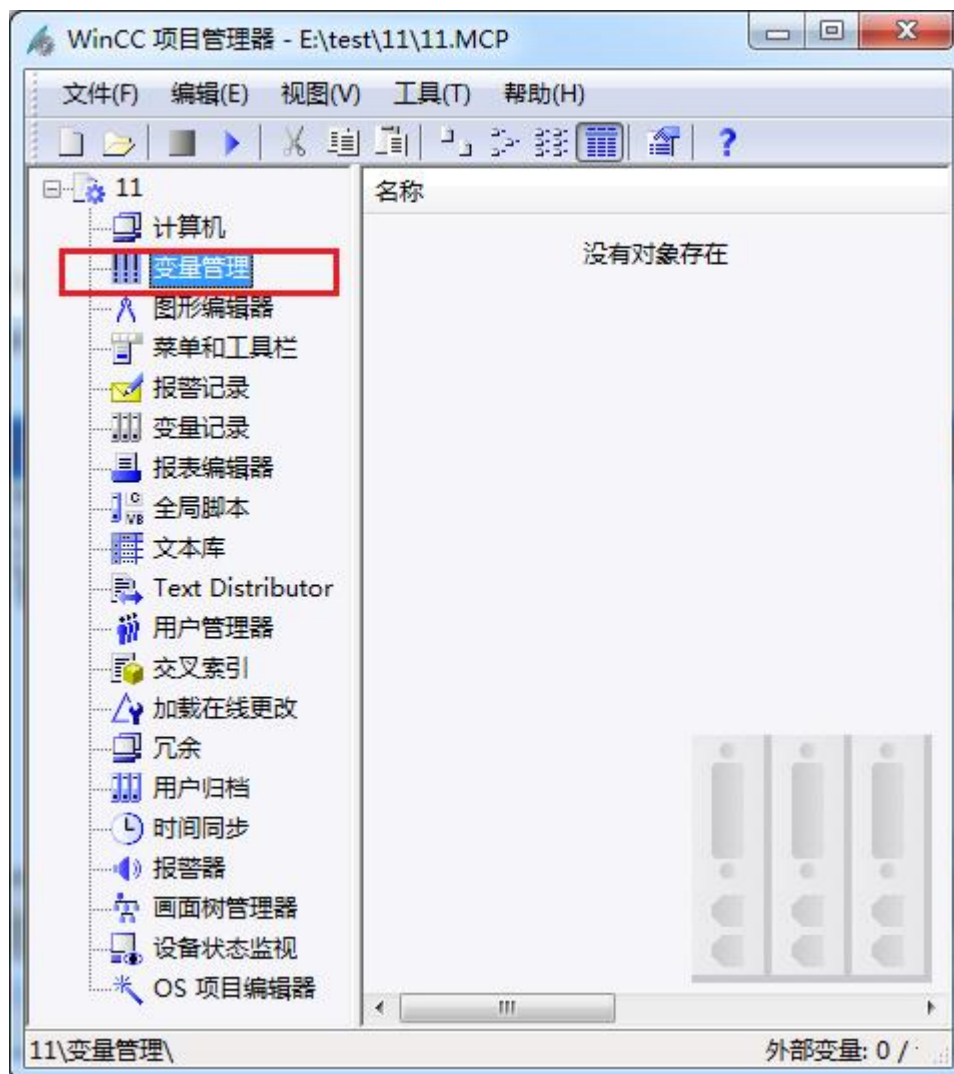 WinCC 项目管理器 - E:\test\11\11.MCP
文件(F) 编辑(E) 视图(V) 工具(T) 帮助(H)
11
名称
计算机
没有对象存在
变量管理
图形编辑器
菜单和工具栏
报警记录
变量记录
报表编辑器
全局脚本
文本库
Text Distributor
用户管理器
交叉索引
加载在线更改
冗余
用户归档
时间同步
报警器
画面树管理器
设备状态监视
OS 项目编辑器
11\变量管理\
外部变量: 0 /